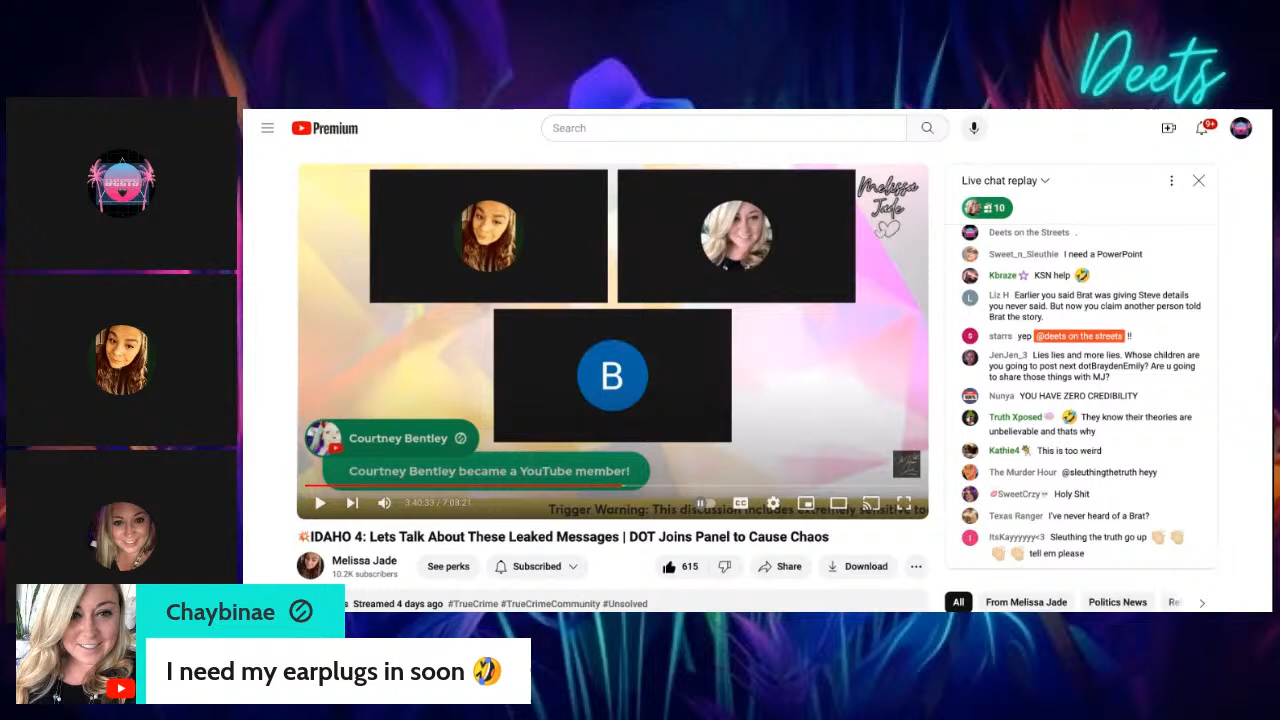 Deets
DEETS
Premium
Search
9+
Melissa
Jade
B
Courtney Bentley
Courtney Bentley became a YouTube member!
3:40:33 / 7:08:21
CC
Trigger Warning: This discussion includes extremely sensitive to
💥IDAHO 4: Lets Talk About These Leaked Messages | DOT Joins Panel to Cause Chaos
Melissa Jade
10.2K subscribers
See perks
Subscribed
615
Share
Download
Streamed 4 days ago #TrueCrime #TrueCrimeCommunity #Unsolved
Live chat replay
10
Deets on the Streets .
Sweet_n_Sleuthie I need a PowerPoint
Kbraze KSN help 🤣
L
Liz H Earlier you said Brat was giving Steve details
you never said. But now you claim another person told
Brat the story.
s
starrs yep @deets on the streets !!
JenJen_3 Lies lies and more lies. Whose children are
you going to post next dotBraydenEmily? Are u going
to share those things with MJ?
Nunya YOU HAVE ZERO CREDIBILITY
Truth Xposed🧠 🤣 They know their theories are
unbelievable and thats why
Kathie4 This is too weird
The Murder Hour @sleuthingthetruth heyy
SweetCrzy Holy Shit
Texas Ranger I've never heard of a Brat?
I
ItsKayyyyyy<3 Sleuthing the truth go up 👏🏻 👏🏻
👏🏻 👏🏻 tell em please
All
From Melissa Jade
Politics News
Re
Chaybinae
I need my earplugs in soon 🤣